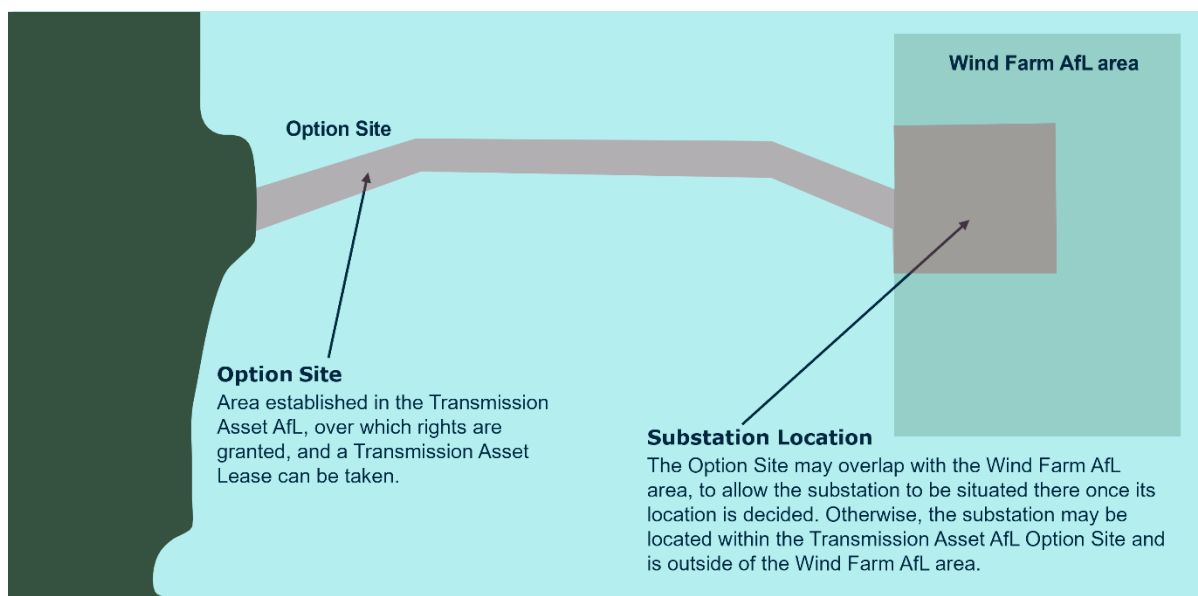 Wind Farm AfL area
Option Site
Option Site
Area established in the Transmission
Asset AfL, over which rights are
granted, and a Transmission Asset
Lease can be taken.
Substation Location
The Option Site may overlap with the Wind Farm AfL
area, to allow the substation to be situated there once its
location is decided. Otherwise, the substation may be
located within the Transmission Asset AfL Option Site and
is outside of the Wind Farm AfL area.